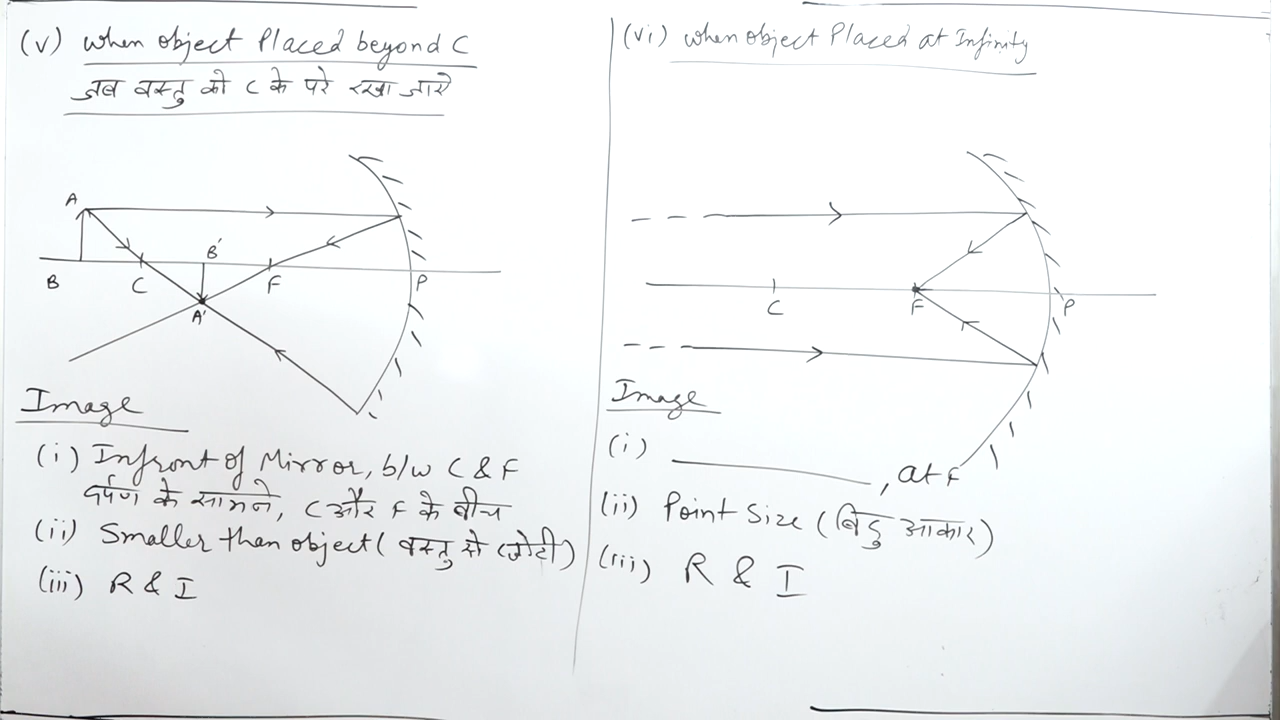 (v) when object Placed beyond C
जब वस्तु को C के परे रखा जाये
A
B
C
B'
A'
F
P
Image
(i) Infront of Mirror, b/w C & F
दर्पण के सामने, C और F के बीच
(ii) Smaller than object ( वस्तु से छोटी )
(iii) R & I
(vi) when object Placed at Infinity
C
F
P
Image
(i) __________, at F
(ii) Point Size ( बिंदु आकार )
(iii) R & I